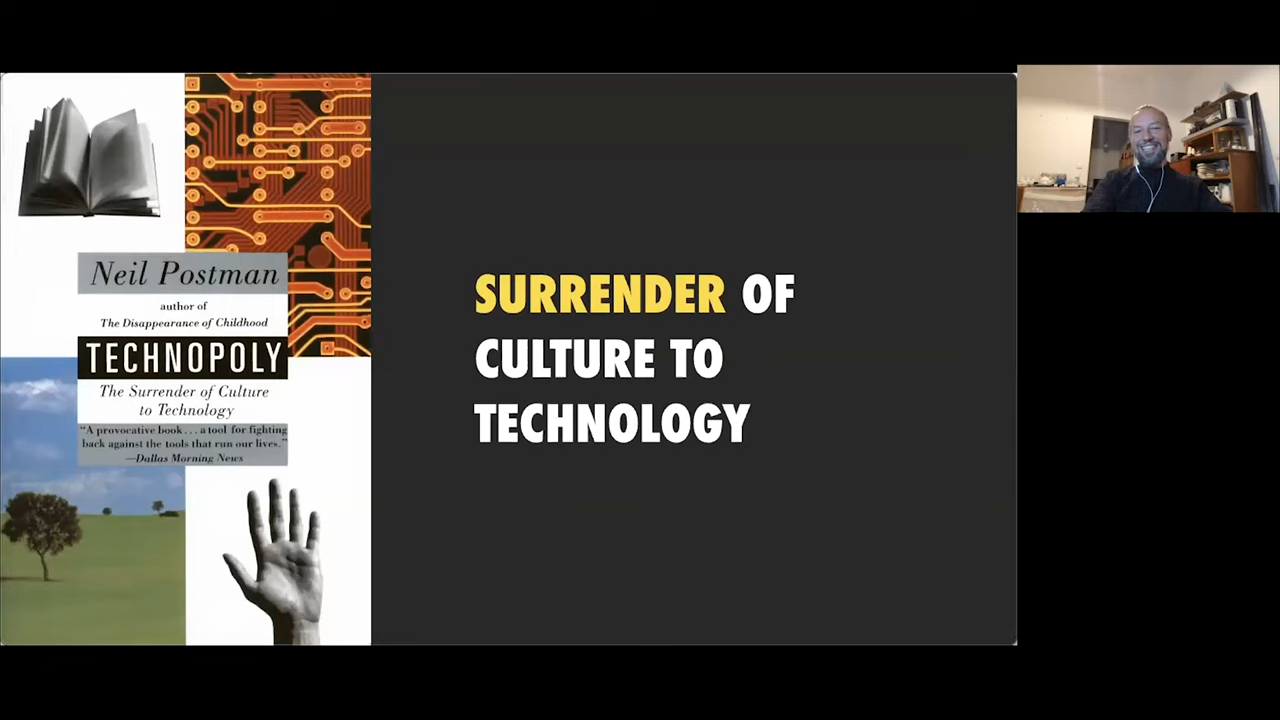 Neil Postman
author of
The Disappearance of Childhood
TECHNOPOLY
The Surrender of Culture
to Technology
"A provocative book . . . a tool for fighting
back against the tools that run our lives."
—Dallas Morning News
SURRENDER OF
CULTURE TO
TECHNOLOGY